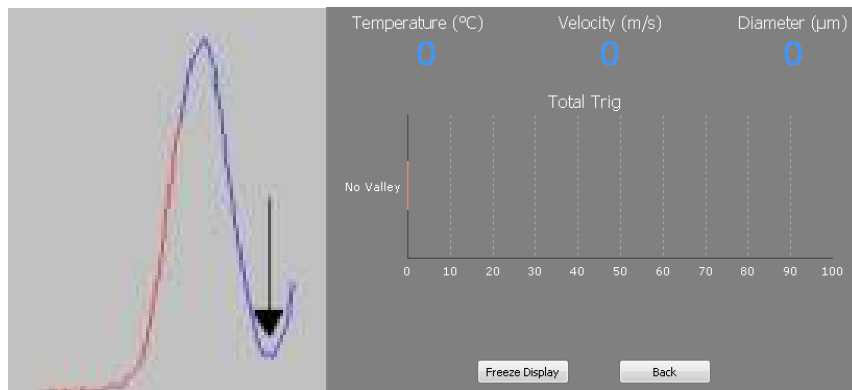 Temperature (ºC) Velocity (m/s) Diameter (µm)
0 0 0
Total Trig
No Valley
0 10 20 30 40 50 60 70 80 90 100
Freeze Display Back